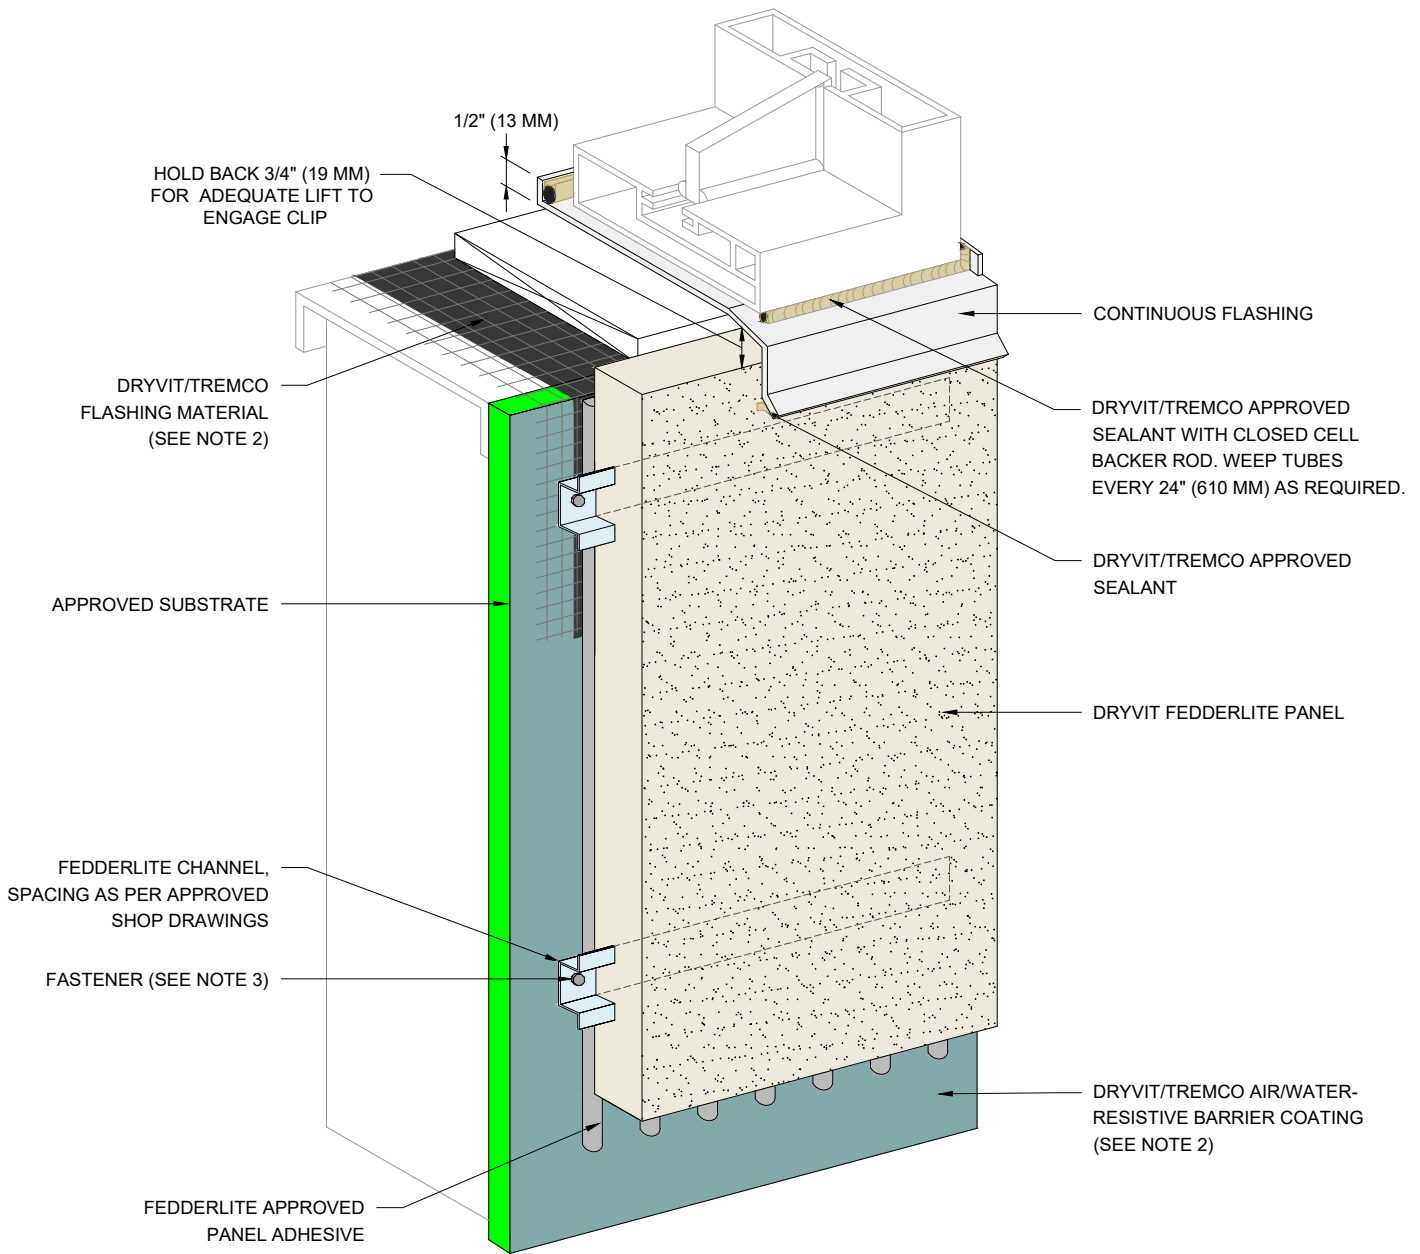 1/2" (13 MM)
HOLD BACK 3/4" (19 MM)
FOR ADEQUATE LIFT TO
ENGAGE CLIP
CONTINUOUS FLASHING
DRYVIT/TREMCO
FLASHING MATERIAL
(SEE NOTE 2)
DRYVIT/TREMCO APPROVED
SEALANT WITH CLOSED CELL
BACKER ROD. WEEP TUBES
EVERY 24" (610 MM) AS REQUIRED.
DRYVIT/TREMCO APPROVED
SEALANT
APPROVED SUBSTRATE
DRYVIT FEDDERLITE PANEL
FEDDERLITE CHANNEL,
SPACING AS PER APPROVED
SHOP DRAWINGS
FASTENER (SEE NOTE 3)
DRYVIT/TREMCO AIR/WATER-
RESISTIVE BARRIER COATING
(SEE NOTE 2)
FEDDERLITE APPROVED
PANEL ADHESIVE